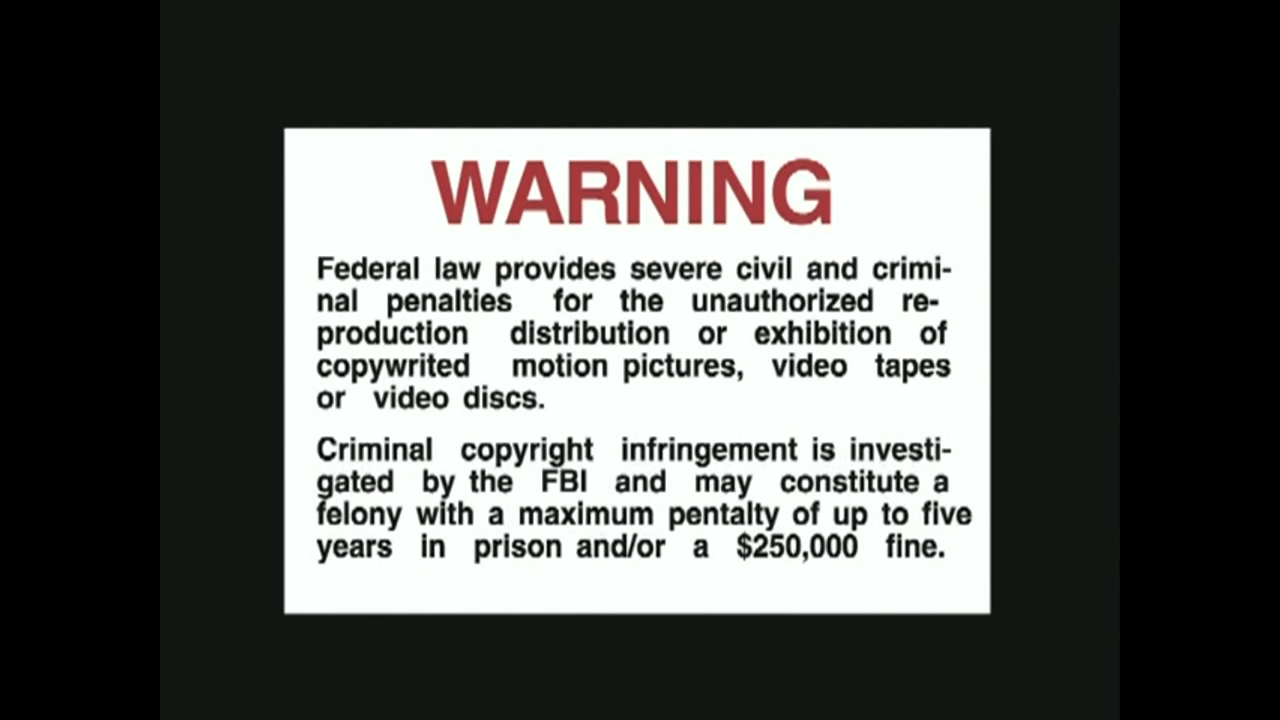 WARNING
Federal law provides severe civil and crimi-
nal penalties for the unauthorized re-
production distribution or exhibition of
copywrited motion pictures, video tapes
or video discs.
Criminal copyright infringement is investi-
gated by the FBI and may constitute a
felony with a maximum pentalty of up to five
years in prison and/or a $250,000 fine.